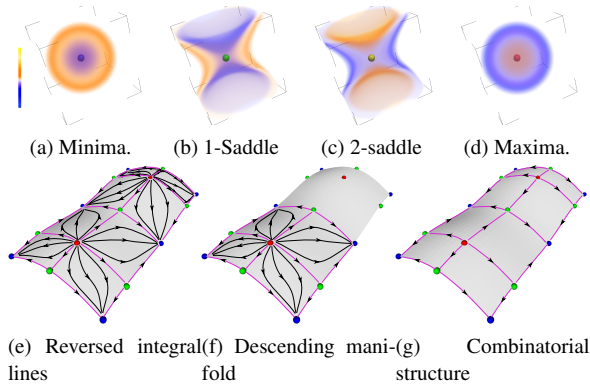 (a) Minima. (b) 1-Saddle (c) 2-saddle (d) Maxima.
(e) Reversed integral lines
(f) Descending mani-
fold
(g) Combinatorial
structure